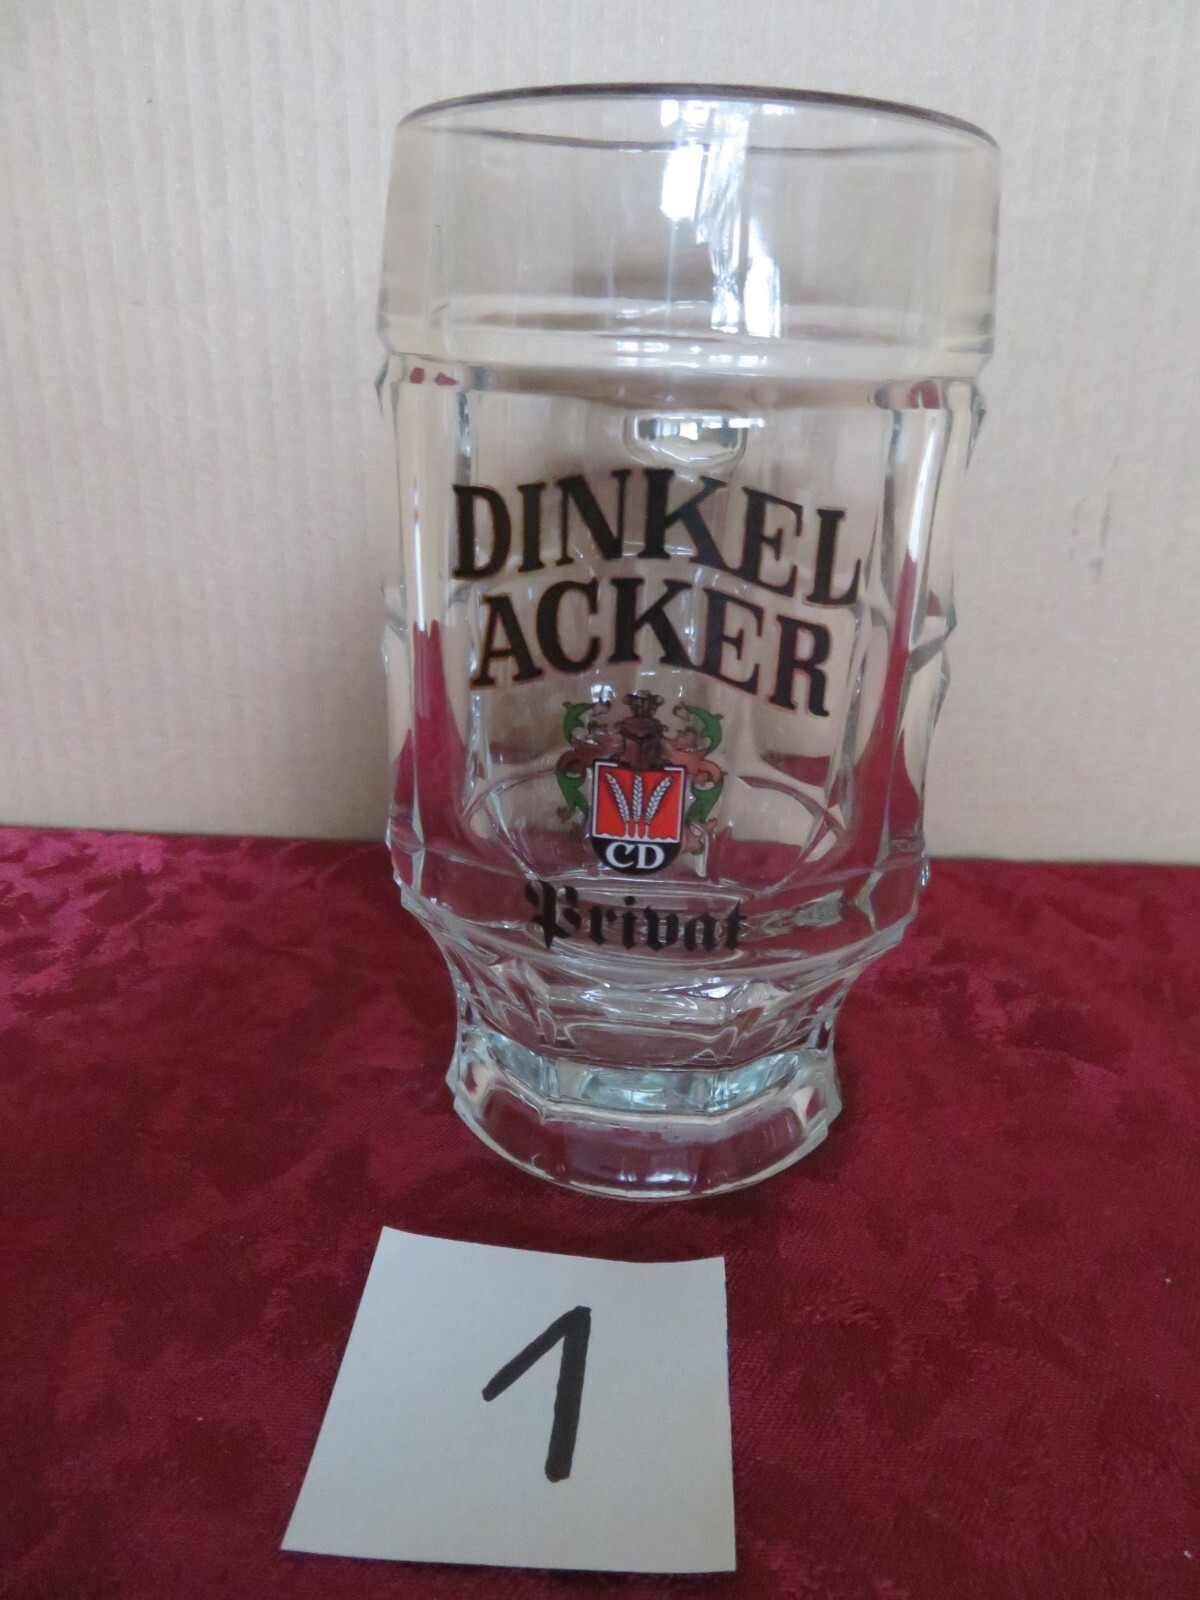 DINKEL
ACKER
CD
Privat
1